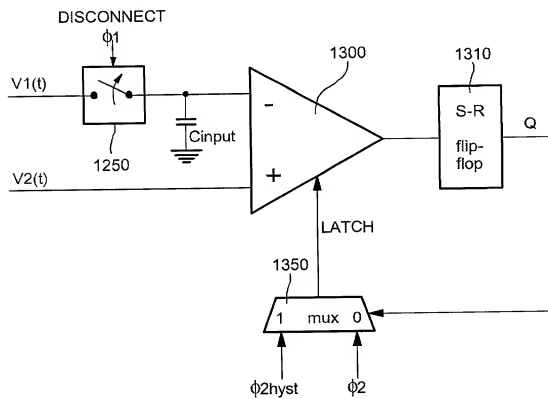 DISCONNECT
ϕ1
V1(t)
1250
Cinput
V2(t)
-
+
1300
1310
S-R
flip-
flop
Q
LATCH
1350
1 mux 0
ϕ2hyst
ϕ2